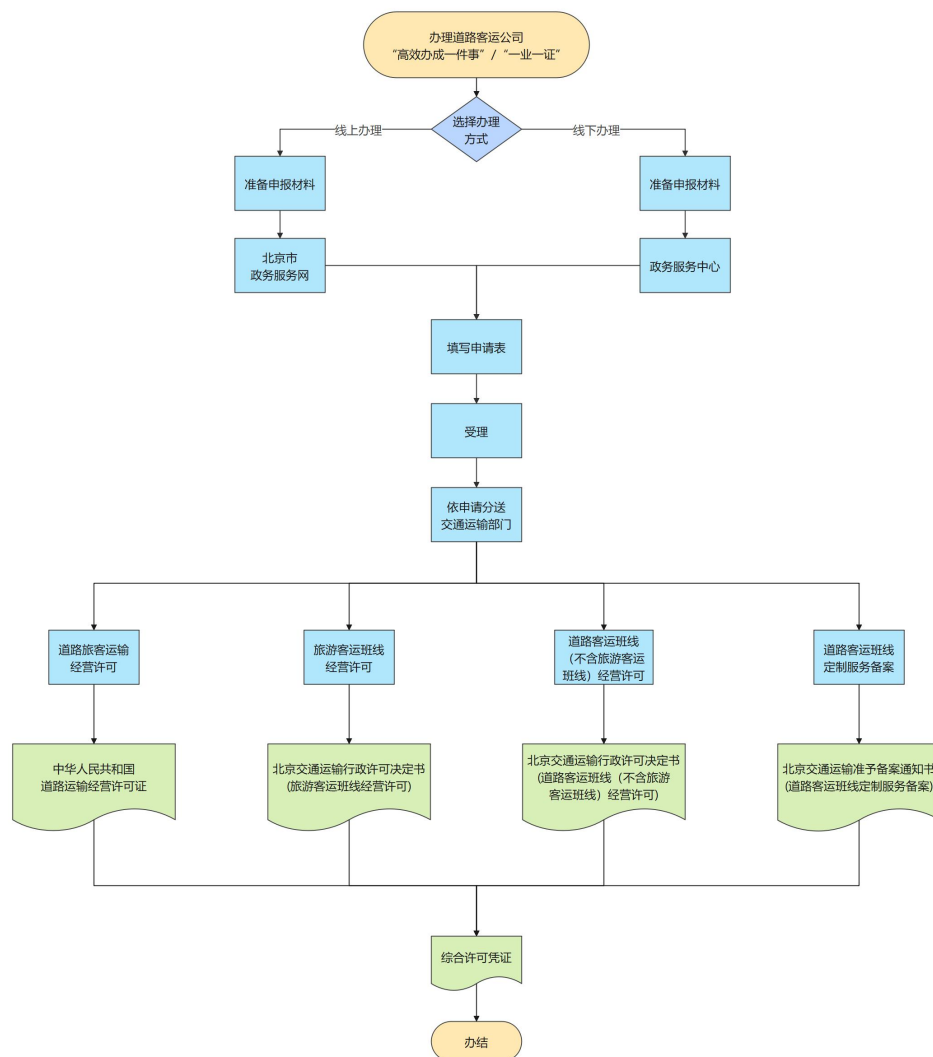 办理道路客运公司
“高效办成一件事” / “一业一证”
选择办理
方式
线上办理
线下办理
准备申报材料
准备申报材料
北京市
政务服务网
政务服务中心
填写申请表
受理
依申请分送
交通运输部门
道路旅客运输
经营许可
旅游客运班线
经营许可
道路客运班线
（不含旅游客运
班线）经营许可
道路客运班线
定制服务备案
中华人民共和国
道路运输经营许可证
北京交通运输行政许可决定书
(旅游客运班线经营许可)
北京交通运输行政许可决定书
(道路客运班线（不含旅游
客运班线）经营许可)
北京交通运输准予备案通知书
(道路客运班线定制服务备案)
综合许可凭证
办结